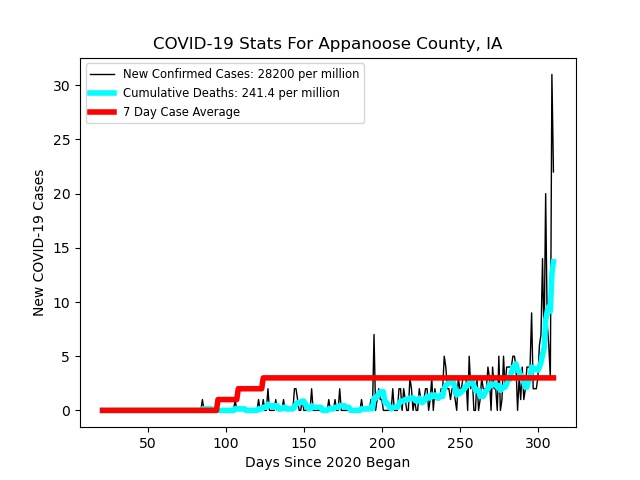 COVID-19 Stats For Appanoose County, IA
New Confirmed Cases: 28200 per million
Cumulative Deaths: 241.4 per million
7 Day Case Average
New COVID-19 Cases
30
25
20
15
10
5
0
50 100 150 200 250 300
Days Since 2020 Began